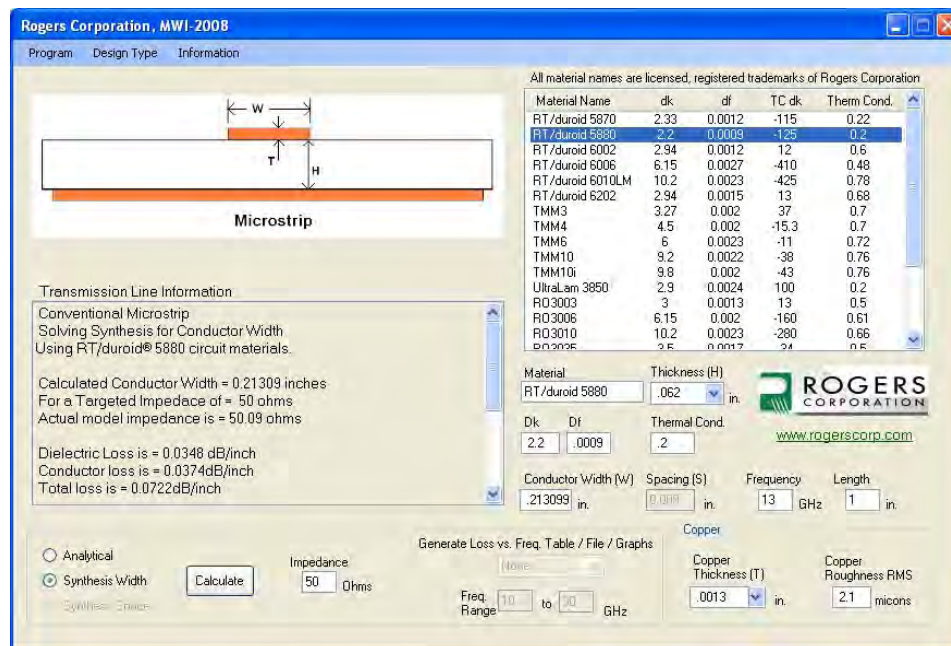 Rogers Corporation, MWI-2008
Program Design Type Information
All material names are licensed, registered trademarks of Rogers Corporation
Material Name dk df TC dk Therm Cond.
RT/duroid 5870 2.33 0.0012 -115 0.22
RT/duroid 5880 2.2 0.0009 -125 0.2
RT/duroid 6002 2.94 0.0012 12 0.6
RT/duroid 6006 6.15 0.0027 -410 0.48
RT/duroid 6010LM 10.2 0.0023 -425 0.78
RT/duroid 6202 2.94 0.0015 13 0.68
TMM3 3.27 0.002 37 0.7
TMM4 4.5 0.002 -15.3 0.7
TMM6 6 0.0023 -11 0.72
TMM10 9.2 0.0022 -38 0.76
TMM10i 9.8 0.002 -43 0.76
UltraLam 3850 2.9 0.0024 100 0.2
RO3003 3 0.0013 13 0.5
RO3006 6.15 0.002 -160 0.61
RO3010 10.2 0.0023 -280 0.66
RO3035 3.5 0.0017 24 0.5
W
T
H
Microstrip
Transmission Line Information
Conventional Microstrip
Solving Synthesis for Conductor Width
Using RT/duroid® 5880 circuit materials.
Calculated Conductor Width = 0.21309 inches
For a Targeted Impedace of = 50 ohms
Actual model impedance is = 50.09 ohms
Dielectric Loss is = 0.0348 dB/inch
Conductor loss is = 0.0374dB/inch
Total loss is = 0.0722dB/inch
Material Thickness (H)
RT/duroid 5880 .062 in.
ROGERS
CORPORATION
Dk Df Thermal Cond.
2.2 .0009 .2
www.rogerscorp.com
Conductor Width (W) Spacing (S) Frequency Length
.213099 in. in. 13 GHz 1 in.
Analytical
Synthesis Width
Calculate
Impedance
50 Ohms
Generate Loss vs. Freq. Table / File / Graphs
None
Freq. Range 10 to 30 GHz
Copper
Copper Thickness (T)
.0013 in.
Copper Roughness RMS
2.1 micons